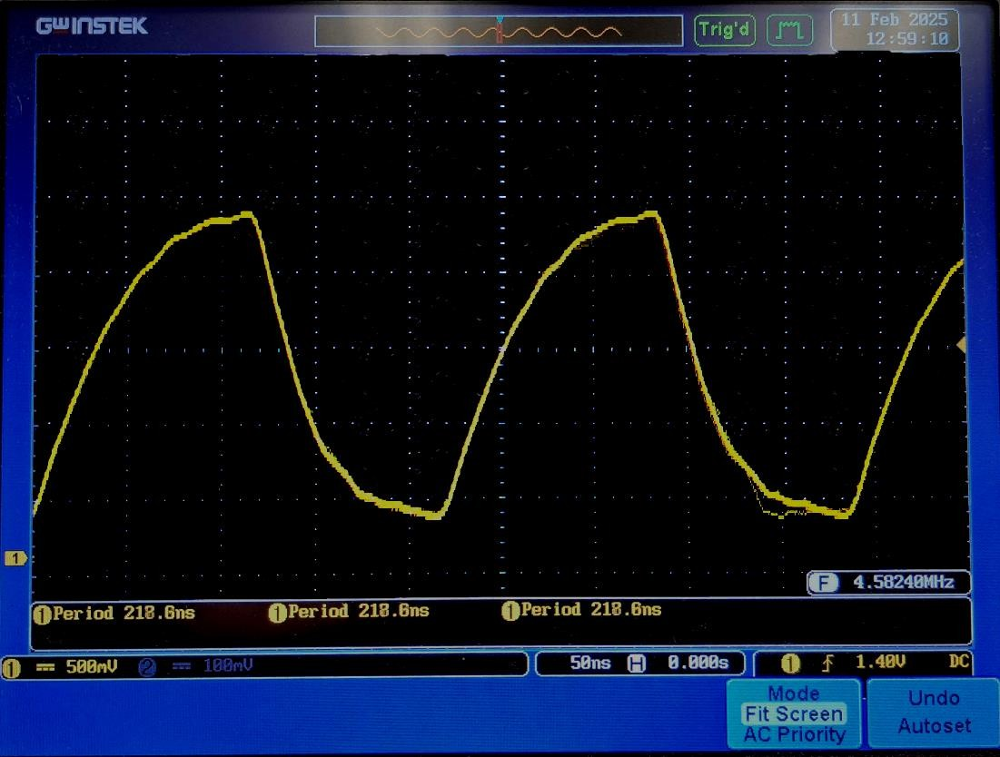 GWINSTEK
Trig'd
11 Feb 2025
12:59:10
1
F 4.58240MHz
1 Period 218.6ns 1 Period 218.6ns 1 Period 218.6ns
1 500mV 2 100mV 50ns H 0.000s 1 1.40V DC
Mode
Fit Screen
AC Priority
Undo
Autoset